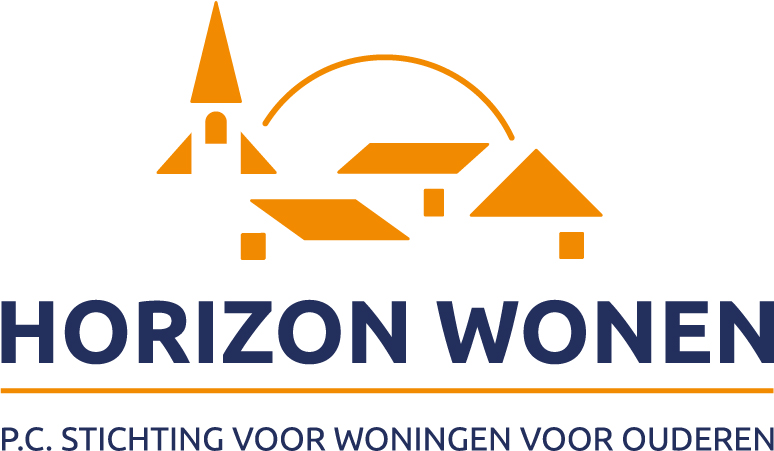 HORIZON WONEN
P.C. STICHTING VOOR WONINGEN VOOR OUDEREN